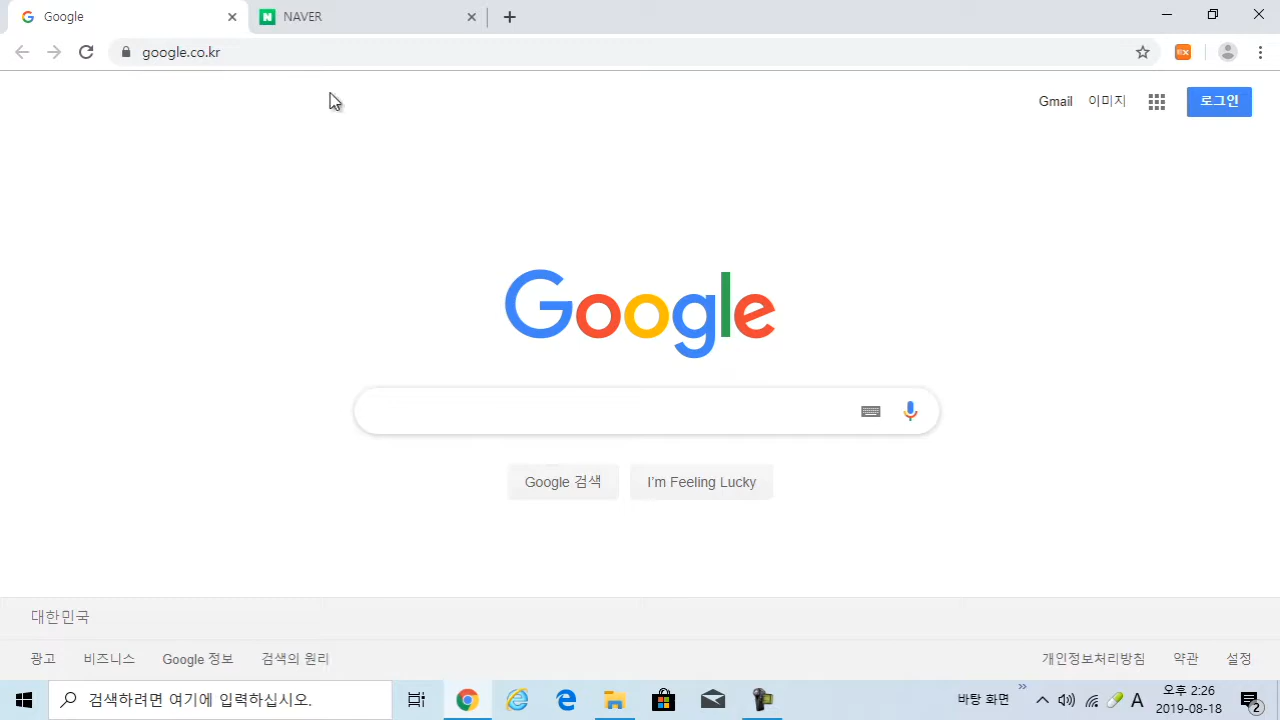 Google
NAVER
google.co.kr
Gmail 이미지 로그인
Google
Google 검색 I'm Feeling Lucky
대한민국
광고 비즈니스 Google 정보 검색의 원리 개인정보처리방침 약관 설정
검색하려면 여기에 입력하십시오.
바탕 화면
A
오후 2:26
2019-08-18
2